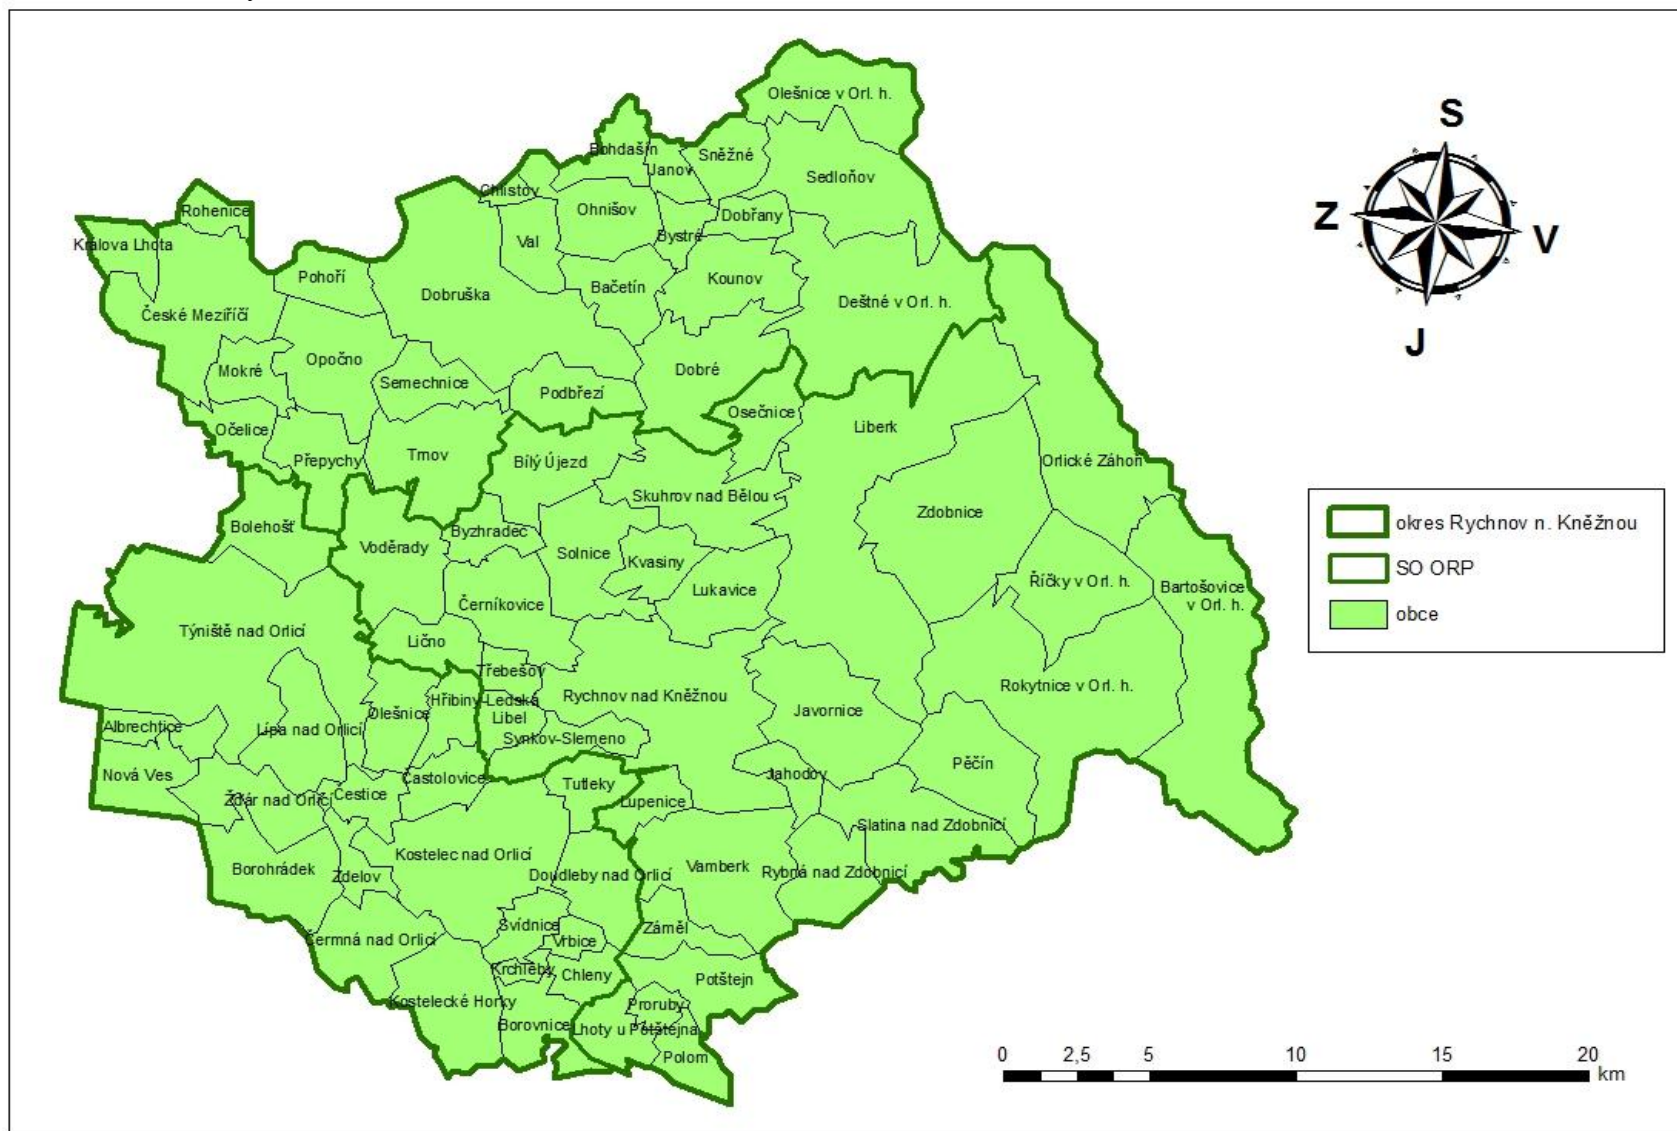 Olešnice v Orl. h.
Bohdašín
Janov
Sněžné
Sedloňov
Chlistov
Rohenice
Ohnišov
Dobřany
Králova Lhota
Val
Bystré
Pohoří
Dobruška
Bačetín
Kounov
Deštné v Orl. h.
České Meziříčí
Opočno
Mokré
Semechnice
Dobré
Podbřezí
Osečnice
Liberk
Očelice
Přepychy
Trnov
Bílý Újezd
Orlické Záhoří
Skuhrov nad Bělou
Zdobnice
Bolehošť
Voděrady
Byzhradec
Solnice
Kvasiny
Lukavice
Říčky v Orl. h.
Bartošovice
v Orl. h.
Černíkovice
Týniště nad Orlicí
Lično
Třebešov
Rychnov nad Kněžnou
Rokytnice v Orl. h.
Hřibiny-Ledská
Olešnice
Libel
Javornice
Albrechtice
Lípa nad Orlicí
Synkov-Slemeno
Pěčín
Nová Ves
Častolovice
Jahodov
Tutleky
Čestice
Žďár nad Orlicí
Lupenice
Slatina nad Zdobnicí
Kostelec nad Orlicí
Vamberk
Borohrádek
Zdelov
Doudleby nad Orlicí
Rybná nad Zdobnicí
Svídnice
Záměl
Čermná nad Orlicí
Vrbice
Krchleby
Chleny
Potštejn
Kostelecké Horky
Proruby
Borovnice
Lhoty u Potštejna
Polom
S
Z
V
J
okres Rychnov n. Kněžnou
SO ORP
obce
0 2,5 5 10 15 20
km